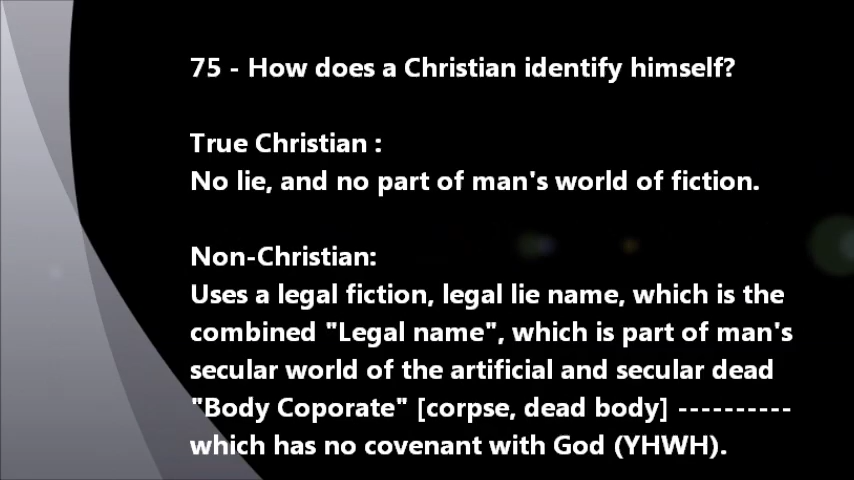 75 - How does a Christian identify himself?
True Christian :
No lie, and no part of man's world of fiction.
Non-Christian:
Uses a legal fiction, legal lie name, which is the
combined "Legal name", which is part of man's
secular world of the artificial and secular dead
"Body Coporate" [corpse, dead body] ----------
which has no covenant with God (YHWH).